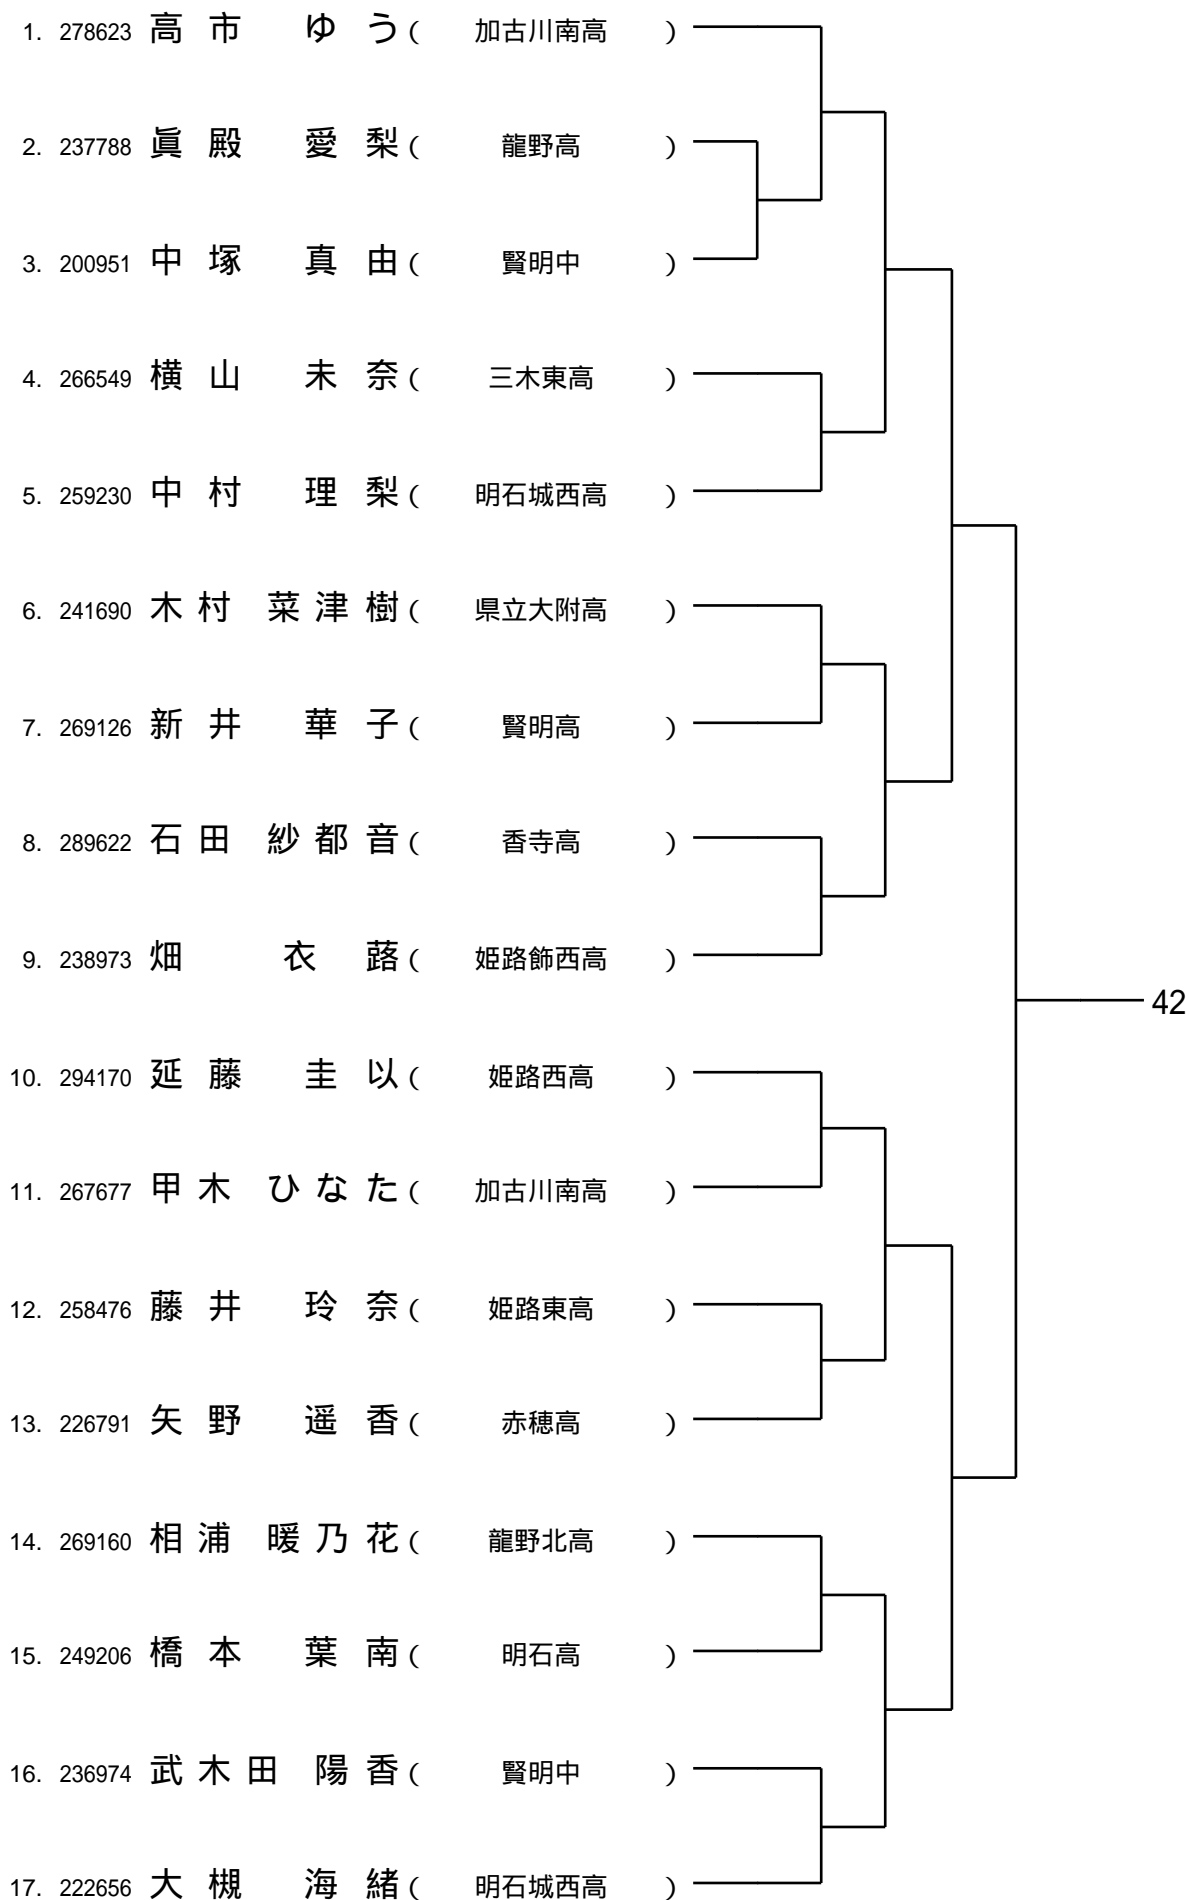 1. 278623 高市 ゆう( 加古川南高 )
2. 237788 眞殿 愛梨( 龍野高 )
3. 200951 中塚 真由( 賢明中 )
4. 266549 横山 未奈( 三木東高 )
5. 259230 中村 理梨( 明石城西高 )
6. 241690 木村 菜津樹( 県立大附高 )
7. 269126 新井 華子( 賢明高 )
8. 289622 石田 紗都音( 香寺高 )
9. 238973 畑 衣蕗( 姫路飾西高 )
42
10. 294170 延藤 圭以( 姫路西高 )
11. 267677 甲木 ひなた( 加古川南高 )
12. 258476 藤井 玲奈( 姫路東高 )
13. 226791 矢野 遥香( 赤穂高 )
14. 269160 相浦 暖乃花( 龍野北高 )
15. 249206 橋本 葉南( 明石高 )
16. 236974 武木田 陽香( 賢明中 )
17. 222656 大槻 海緒( 明石城西高 )